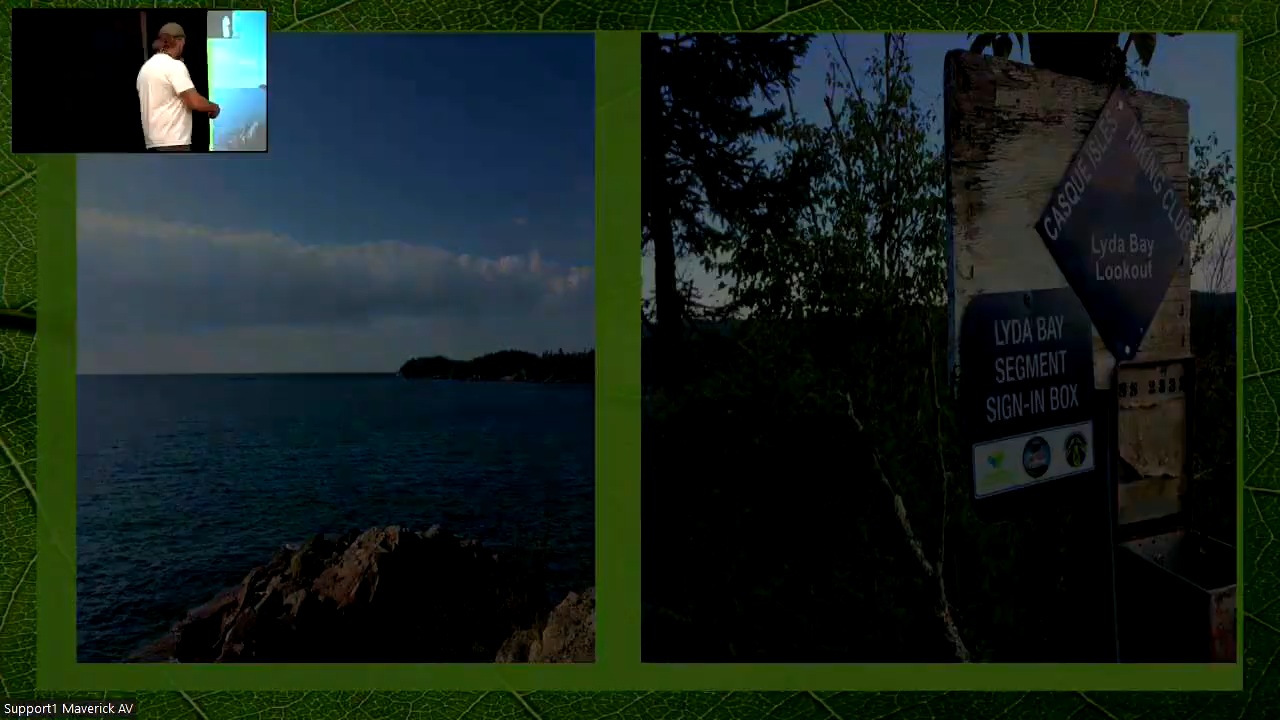 CASQUE ISLES HIKING CLUB
Lyda Bay
Lookout
LYDA BAY
SEGMENT
SIGN-IN BOX
Support1 Maverick AV